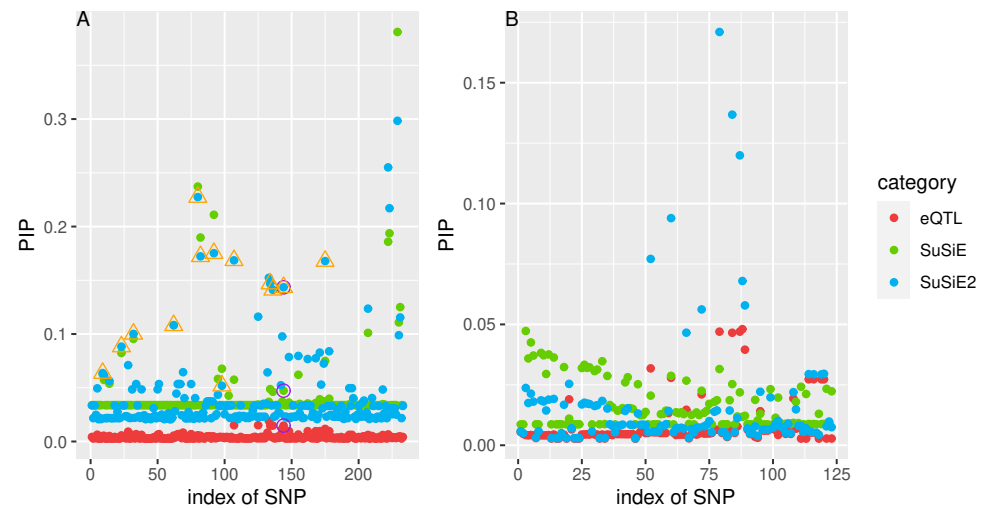 A
PIP
0.3
0.2
0.1
0.0
0 50 100 150 200
index of SNP
B
PIP
0.15
0.10
0.05
0.00
0 25 50 75 100 125
index of SNP
category
eQTL
SuSiE
SuSiE2